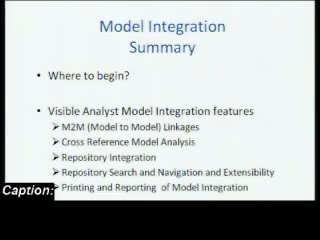 Model Integration
Summary
• Where to begin?
• Visible Analyst Model Integration features
➢ M2M (Model to Model) Linkages
➢ Cross Reference Model Analysis
➢ Repository Integration
➢ Repository Search and Navigation and Extensibility
➢ Printing and Reporting of Model Integration
Caption: